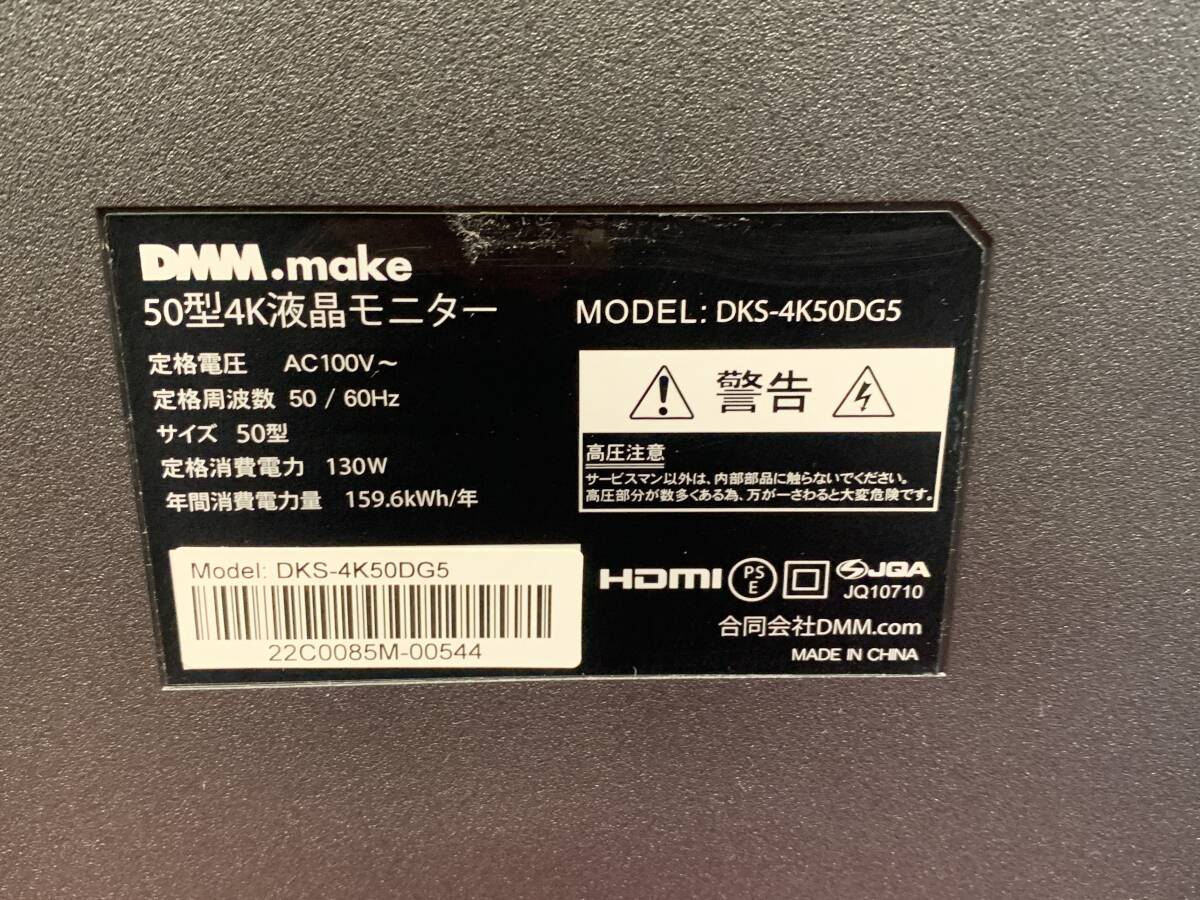 DMM.make
50型4K液晶モニター
MODEL: DKS-4K50DG5
定格電圧 AC100V～
定格周波数 50 / 60Hz
サイズ 50型
定格消費電力 130W
年間消費電力量 159.6kWh/年
警告
高圧注意
サービスマン以外は、内部部品に触らないでください。
高圧部分が数多くある為、万が一さわると大変危険です。
Model: DKS-4K50DG5
22C0085M-00544
HDMI PS E JQA
JQ10710
合同会社DMM.com
MADE IN CHINA